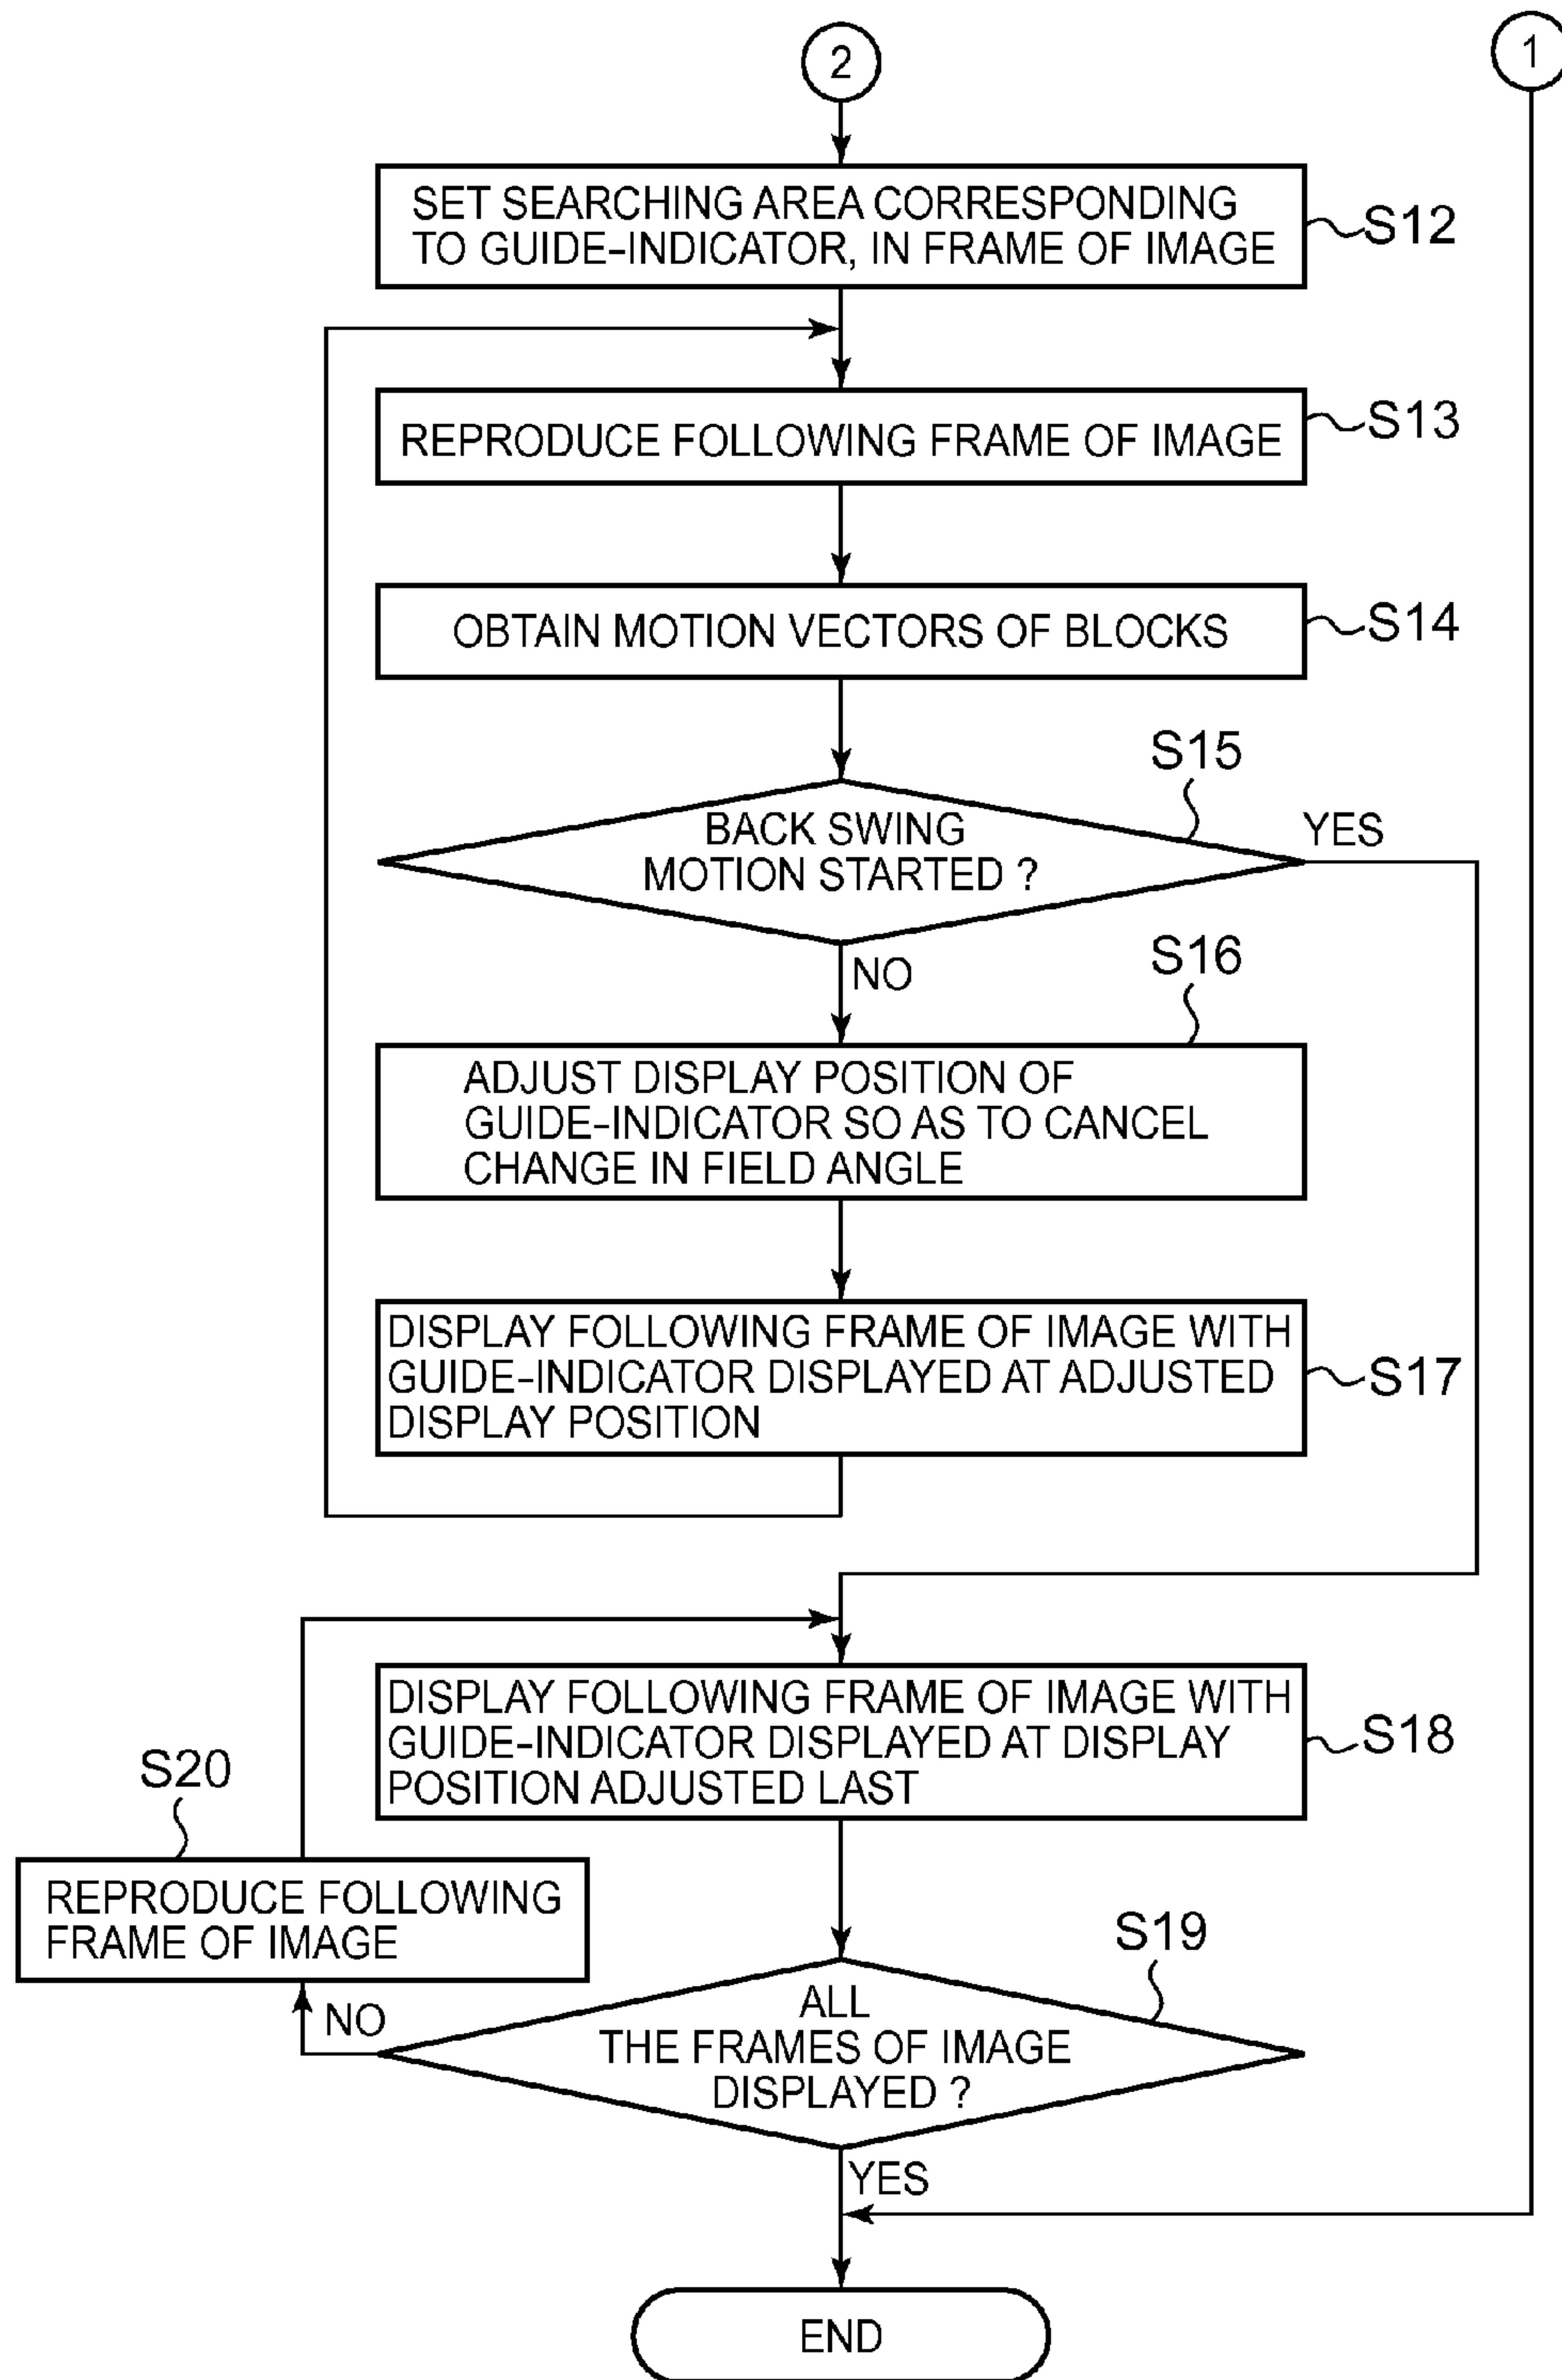 2
1
SET SEARCHING AREA CORRESPONDING
TO GUIDE-INDICATOR, IN FRAME OF IMAGE
S12
REPRODUCE FOLLOWING FRAME OF IMAGE
S13
OBTAIN MOTION VECTORS OF BLOCKS
S14
S15
BACK SWING
MOTION STARTED ?
YES
NO
S16
ADJUST DISPLAY POSITION OF
GUIDE-INDICATOR SO AS TO CANCEL
CHANGE IN FIELD ANGLE
DISPLAY FOLLOWING FRAME OF IMAGE WITH
GUIDE-INDICATOR DISPLAYED AT ADJUSTED
DISPLAY POSITION
S17
DISPLAY FOLLOWING FRAME OF IMAGE WITH
GUIDE-INDICATOR DISPLAYED AT DISPLAY
POSITION ADJUSTED LAST
S18
S20
REPRODUCE FOLLOWING
FRAME OF IMAGE
S19
NO
ALL
THE FRAMES OF IMAGE
DISPLAYED ?
YES
END